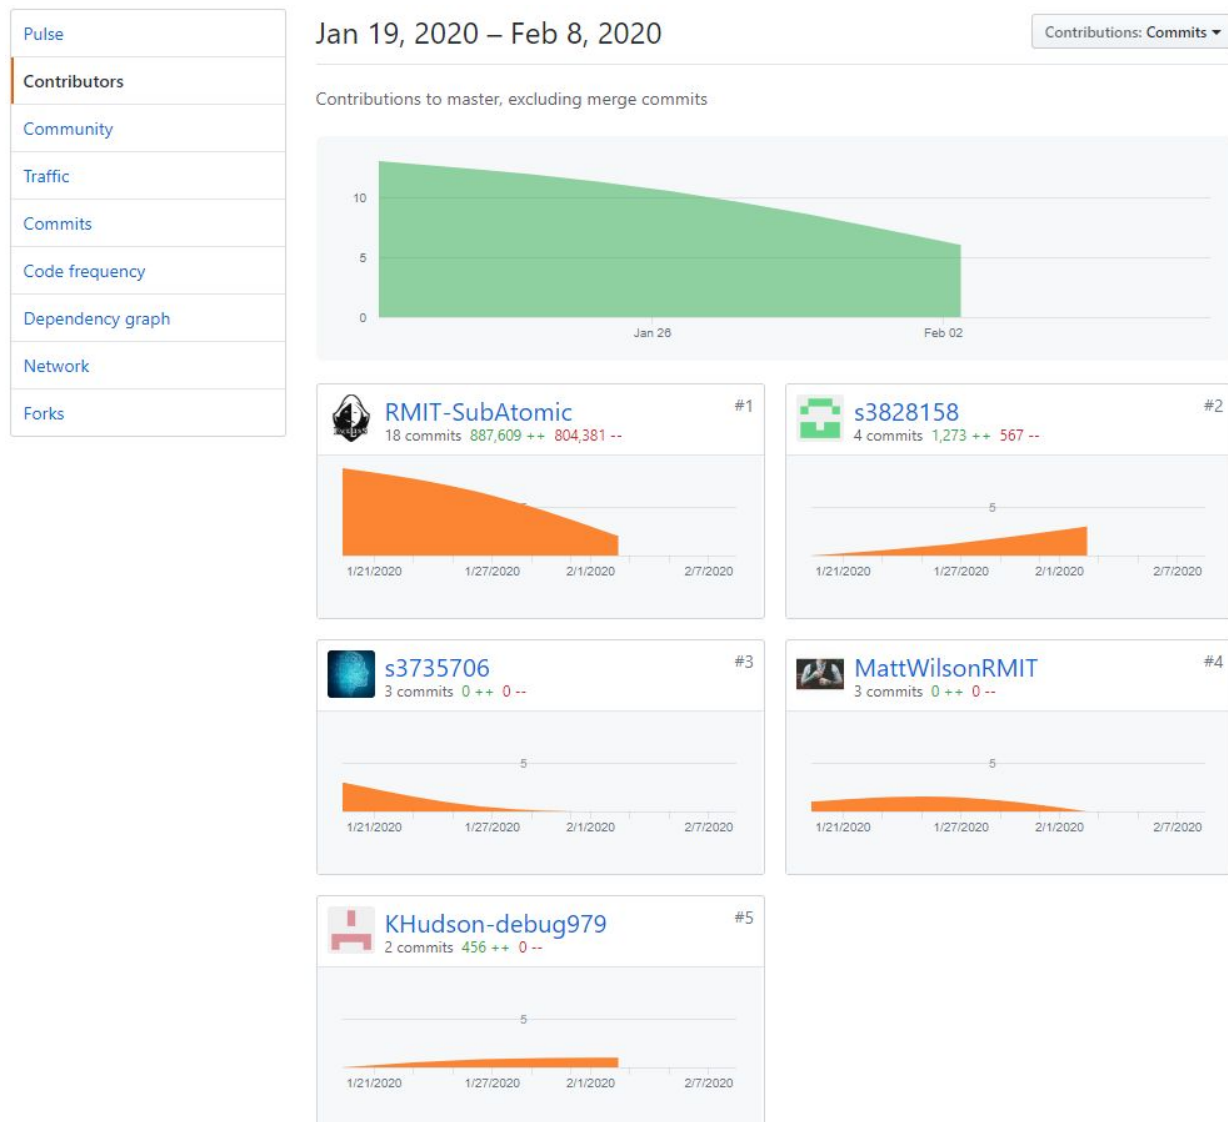 Pulse
Contributors
Community
Traffic
Commits
Code frequency
Dependency graph
Network
Forks
Jan 19, 2020 – Feb 8, 2020
Contributions: Commits
Contributions to master, excluding merge commits
10
5
0
Jan 26
Feb 02
RMIT-SubAtomic #1
18 commits 887,609 ++ 804,381 --
1/21/2020 1/27/2020 2/1/2020 2/7/2020
s3828158 #2
4 commits 1,273 ++ 567 --
5
1/21/2020 1/27/2020 2/1/2020 2/7/2020
s3735706 #3
3 commits 0 ++ 0 --
5
1/21/2020 1/27/2020 2/1/2020 2/7/2020
MattWilsonRMIT #4
3 commits 0 ++ 0 --
5
1/21/2020 1/27/2020 2/1/2020 2/7/2020
KHudson-debug979 #5
2 commits 456 ++ 0 --
5
1/21/2020 1/27/2020 2/1/2020 2/7/2020